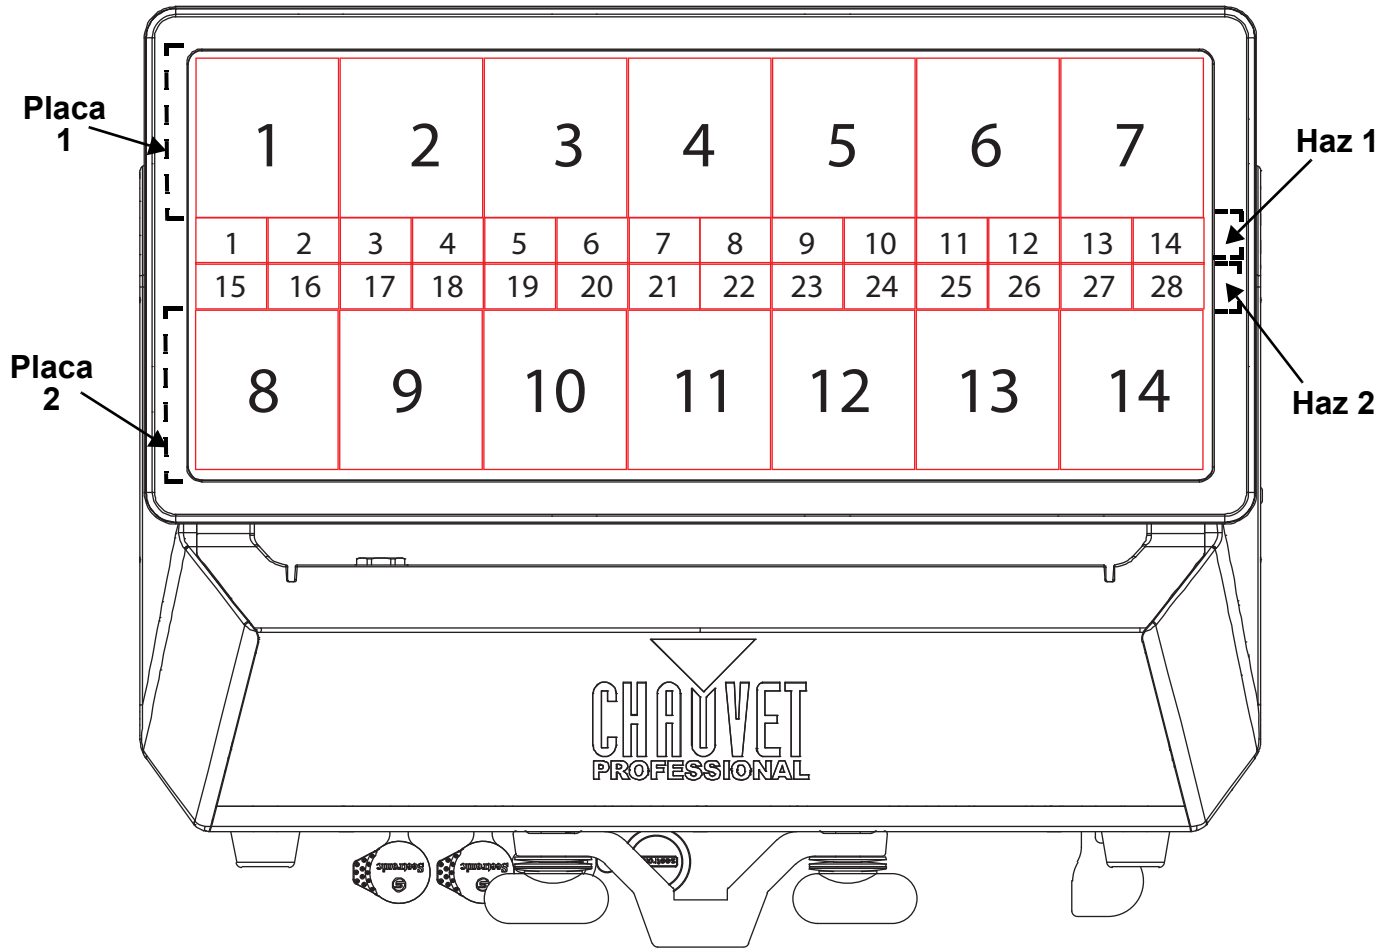 Placa
1
1 2 3 4 5 6 7
Haz 1
1 2 3 4 5 6 7 8 9 10 11 12 13 14
15 16 17 18 19 20 21 22 23 24 25 26 27 28
Placa
2
8 9 10 11 12 13 14
Haz 2
CHAUVET
PROFESSIONAL
Seetronic
Seetronic